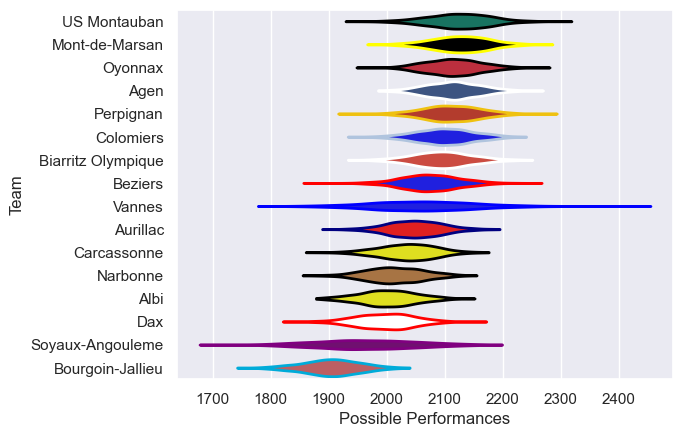 US Montauban
Mont-de-Marsan
Oyonnax
Agen
Perpignan
Colomiers
Biarritz Olympique
Beziers
Vannes
Aurillac
Carcassonne
Narbonne
Albi
Dax
Soyaux-Angouleme
Bourgoin-Jallieu
Team
1700 1800 1900 2000 2100 2200 2300 2400
Possible Performances